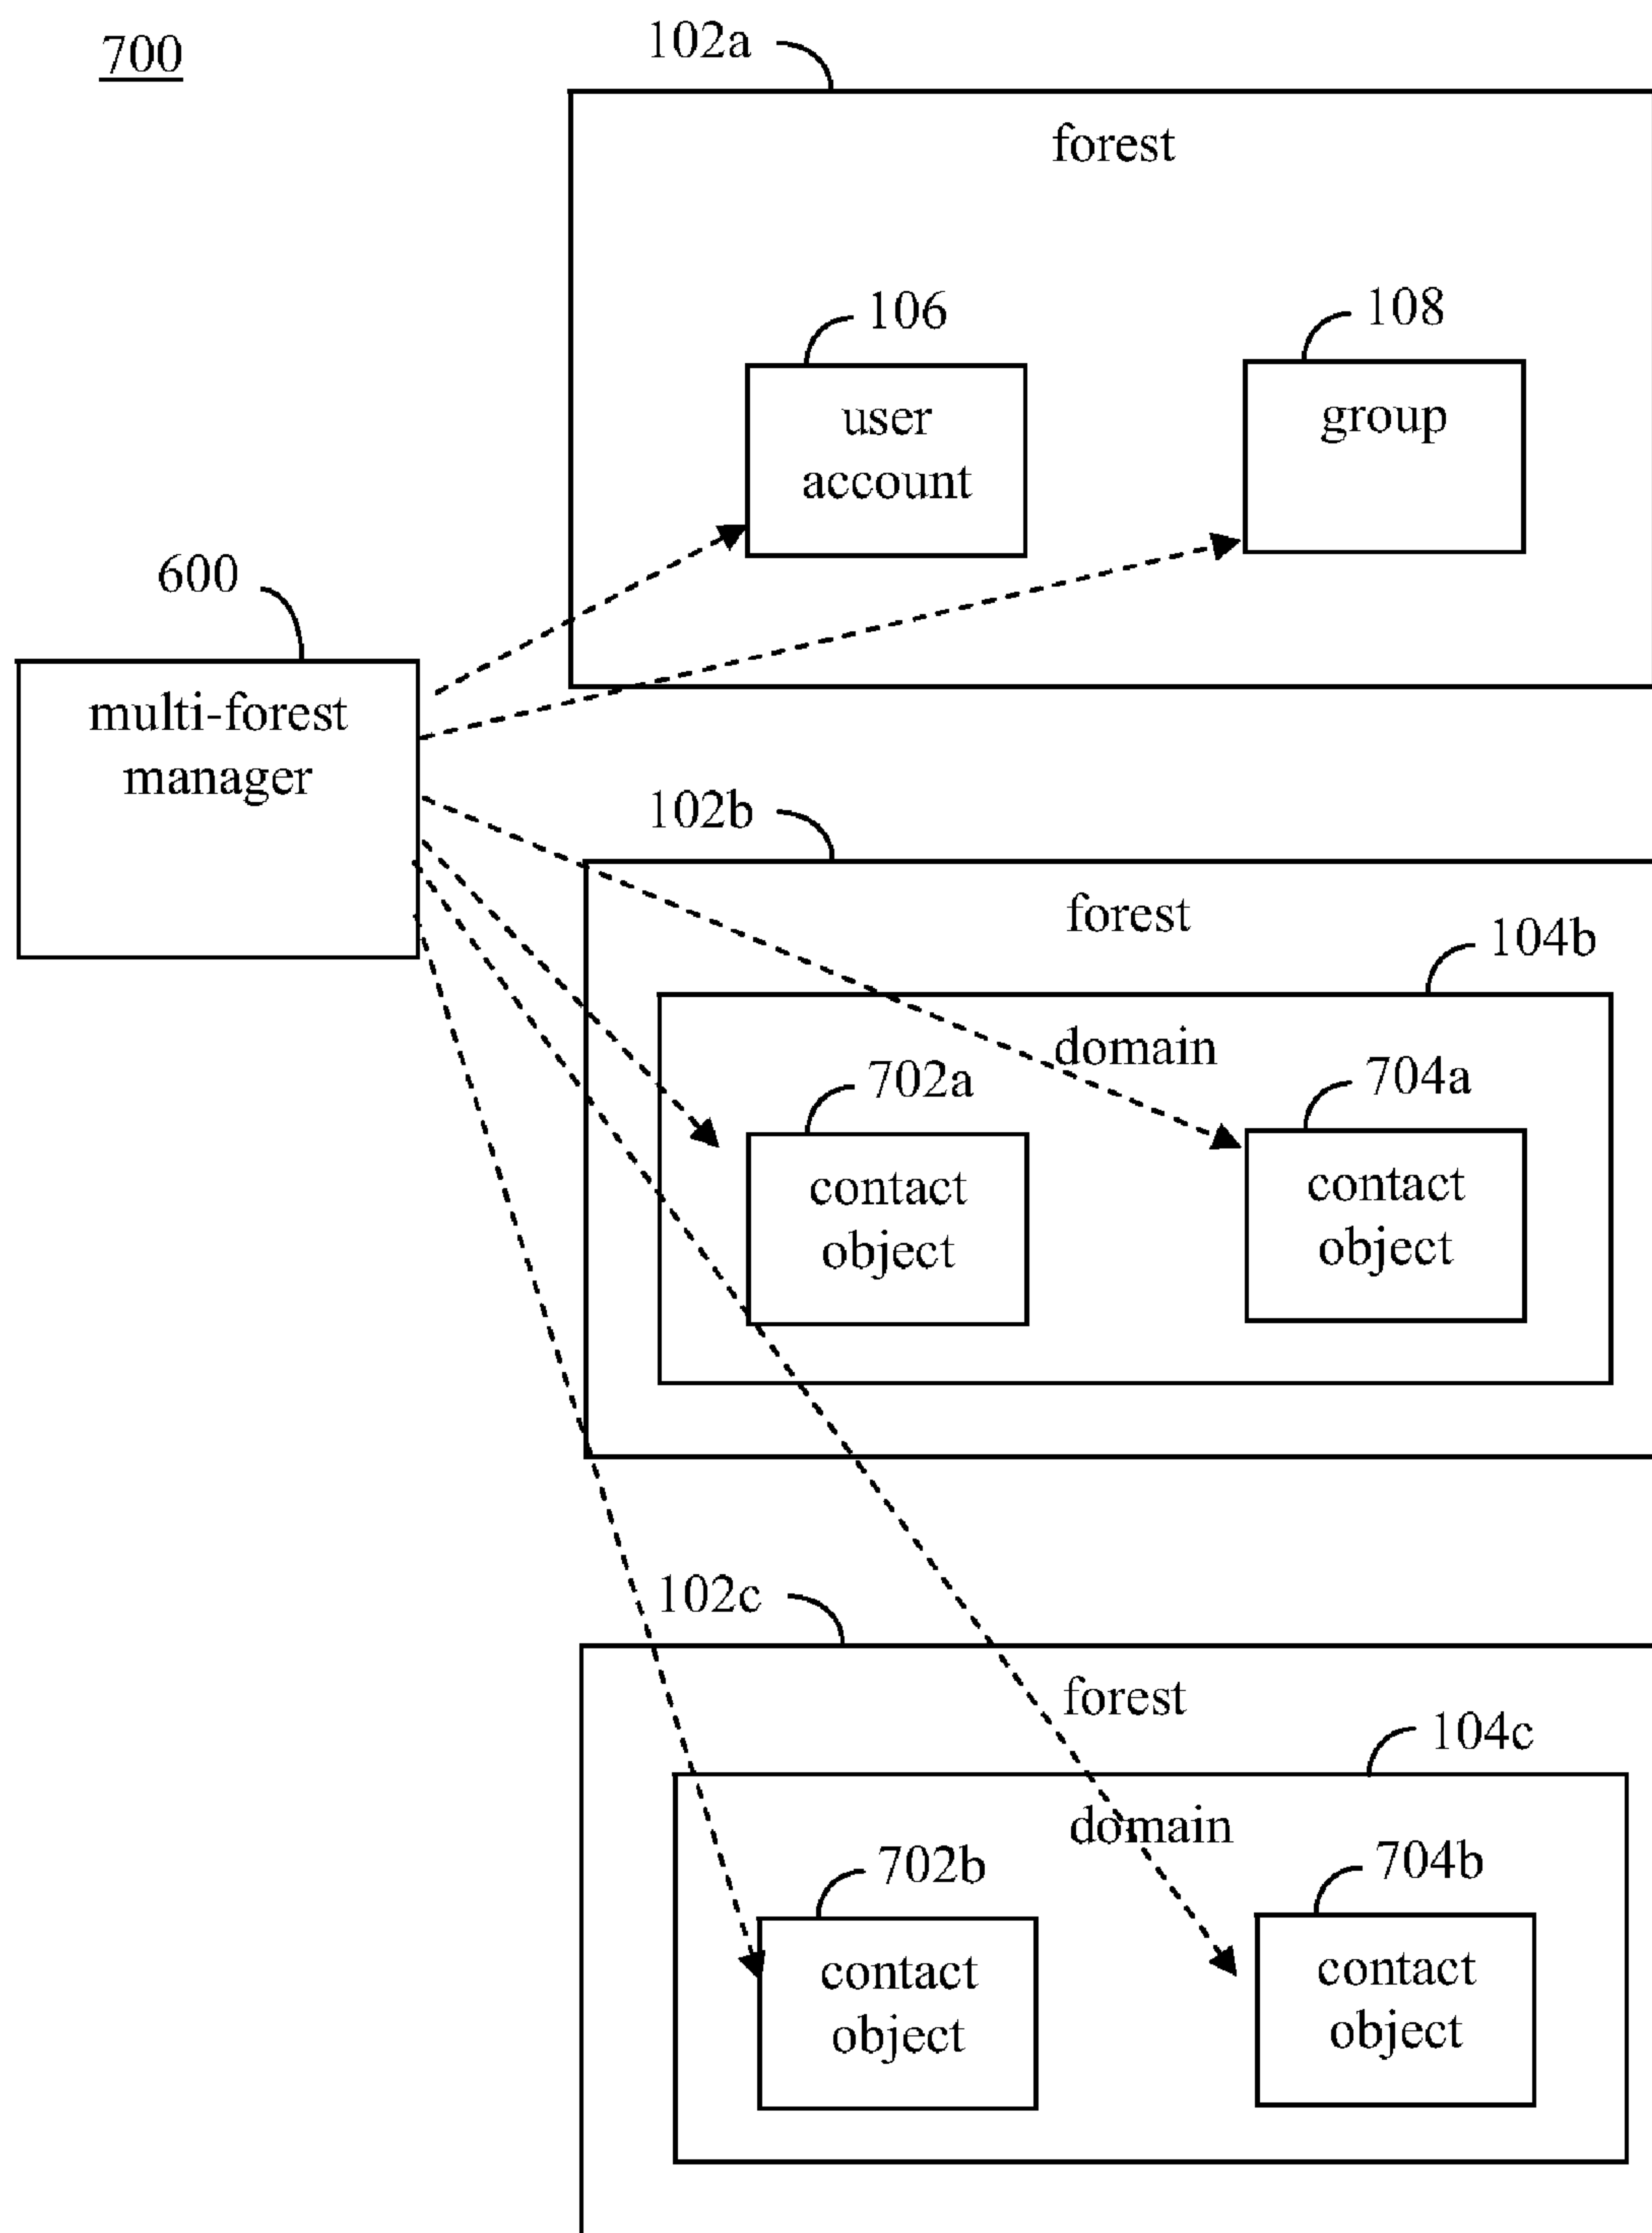 700
102a
forest
106
108
user
account
group
600
multi-forest
manager
102b
forest
104b
domain
702a
704a
contact
object
contact
object
102c
forest
104c
domain
702b
704b
contact
object
contact
object